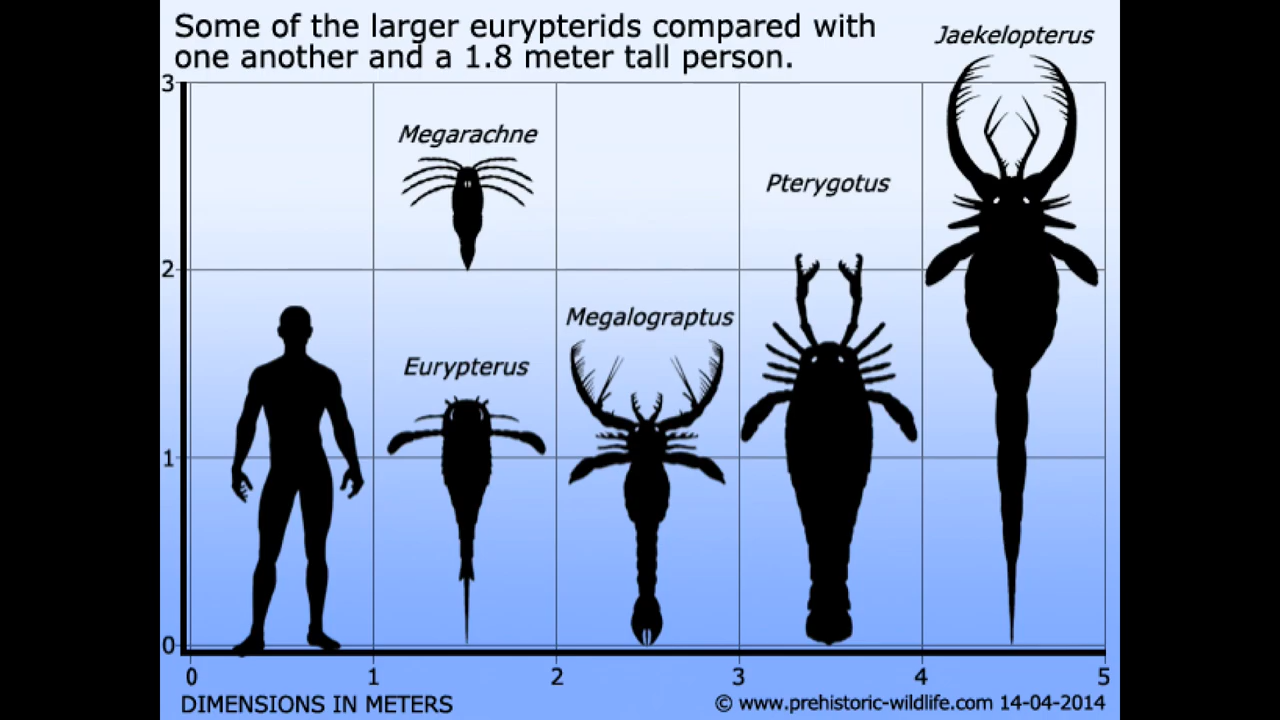 Some of the larger eurypterids compared with
one another and a 1.8 meter tall person.
Jaekelopterus
3
Megarachne
Pterygotus
2
Megalograptus
Eurypterus
1
0
0 1 2 3 4 5
DIMENSIONS IN METERS
© www.prehistoric-wildlife.com 14-04-2014